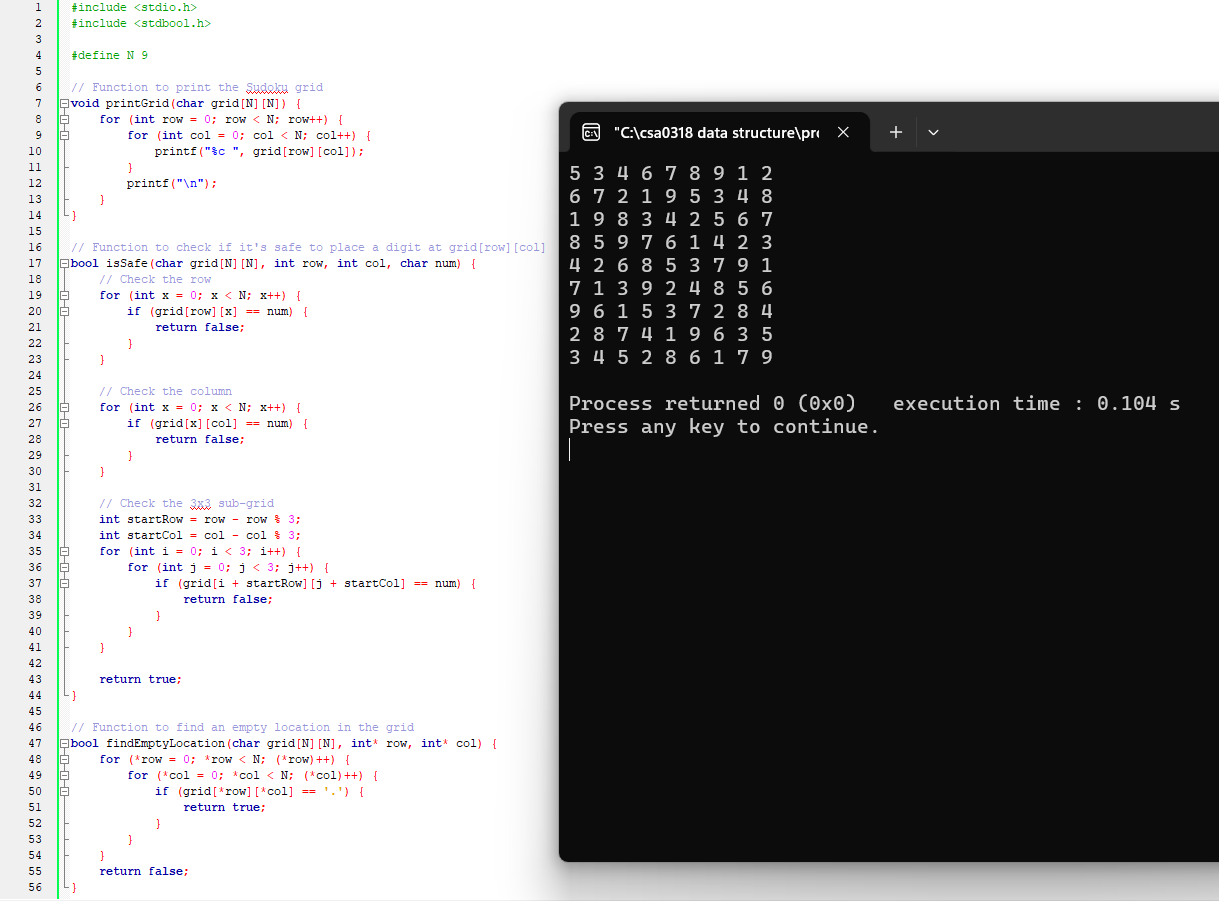 1 #include <stdio.h>
2 #include <stdbool.h>
3
4 #define N 9
5
6 // Function to print the Sudoku grid
7 void printGrid(char grid[N][N]) {
8     for (int row = 0; row < N; row++) {
9         for (int col = 0; col < N; col++) {
10             printf("%c ", grid[row][col]);
11         }
12         printf("\n");
13     }
14 }
15
16 // Function to check if it's safe to place a digit at grid[row][col]
17 bool isSafe(char grid[N][N], int row, int col, char num) {
18     // Check the row
19     for (int x = 0; x < N; x++) {
20         if (grid[row][x] == num) {
21             return false;
22         }
23     }
24
25     // Check the column
26     for (int x = 0; x < N; x++) {
27         if (grid[x][col] == num) {
28             return false;
29         }
30     }
31
32     // Check the 3x3 sub-grid
33     int startRow = row - row % 3;
34     int startCol = col - col % 3;
35     for (int i = 0; i < 3; i++) {
36         for (int j = 0; j < 3; j++) {
37             if (grid[i + startRow][j + startCol] == num) {
38                 return false;
39             }
40         }
41     }
42
43     return true;
44 }
45
46 // Function to find an empty location in the grid
47 bool findEmptyLocation(char grid[N][N], int* row, int* col) {
48     for (*row = 0; *row < N; (*row)++) {
49         for (*col = 0; *col < N; (*col)++) {
50             if (grid[*row][*col] == '.') {
51                 return true;
52             }
53         }
54     }
55     return false;
56 }
"C:\csa0318 data structure\pro
5 3 4 6 7 8 9 1 2
6 7 2 1 9 5 3 4 8
1 9 8 3 4 2 5 6 7
8 5 9 7 6 1 4 2 3
4 2 6 8 5 3 7 9 1
7 1 3 9 2 4 8 5 6
9 6 1 5 3 7 2 8 4
2 8 7 4 1 9 6 3 5
3 4 5 2 8 6 1 7 9
Process returned 0 (0x0)   execution time : 0.104 s
Press any key to continue.